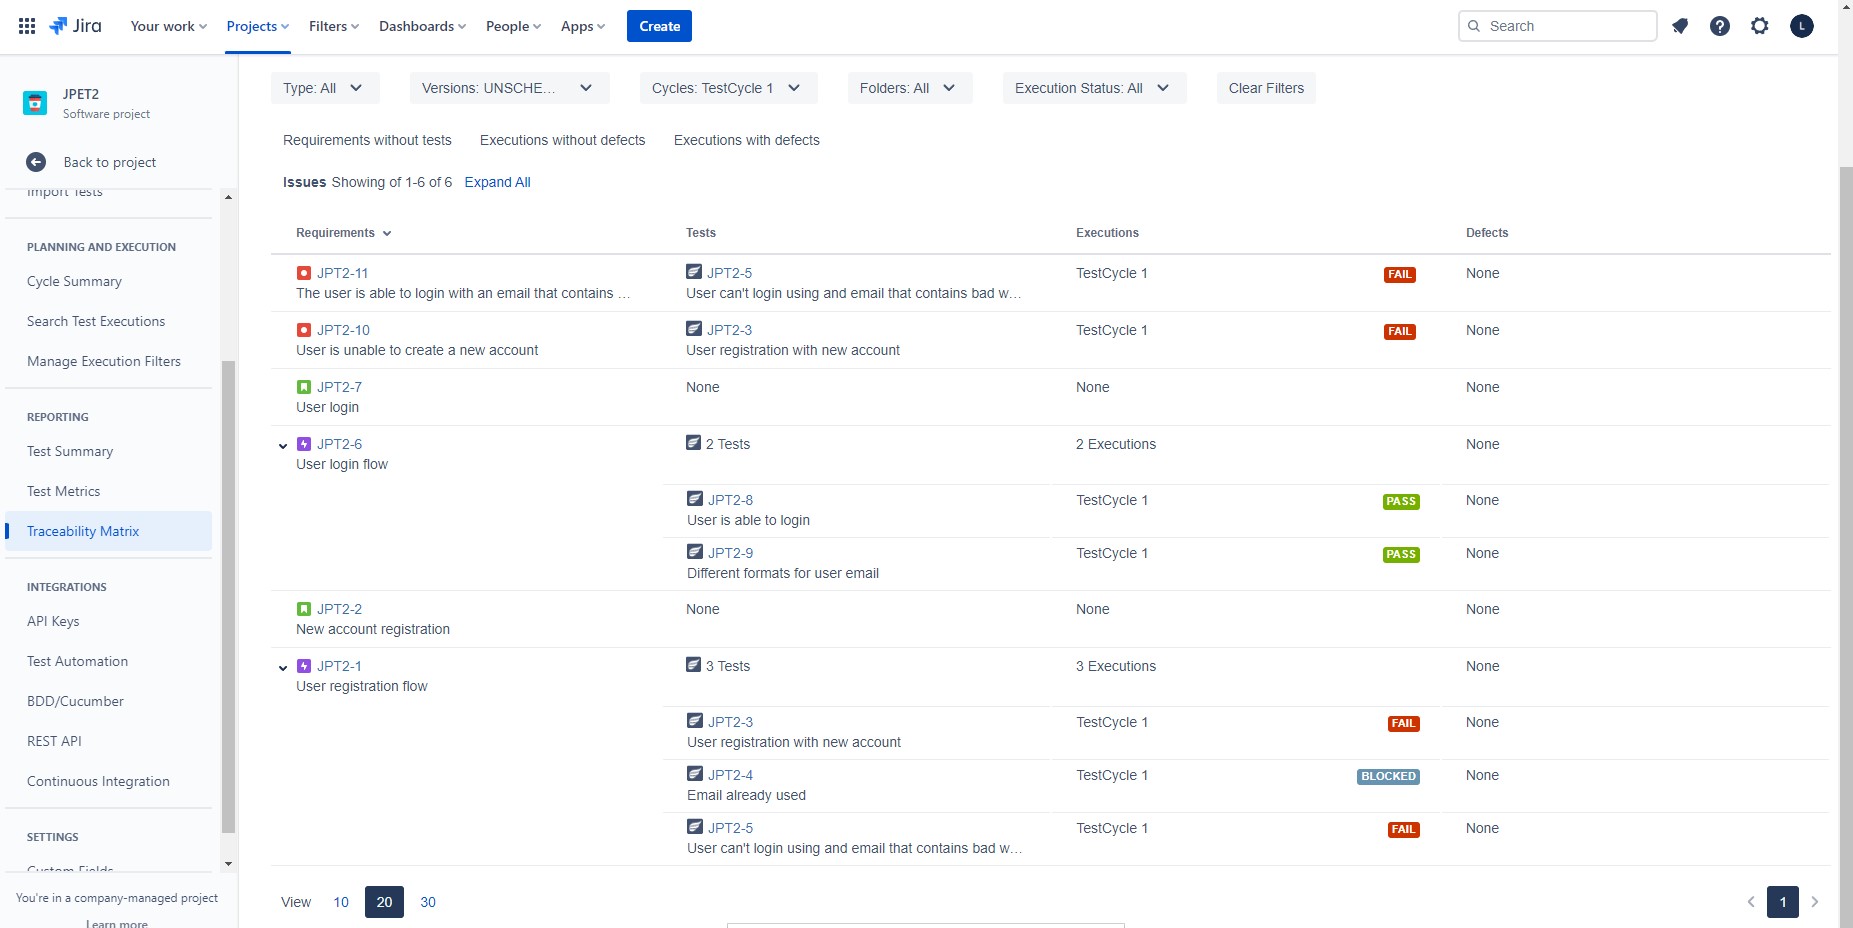 Jira
Your work
Projects
Filters
Dashboards
People
Apps
Create
Search
L
JPET2
Software project
Back to project
Import Tests
PLANNING AND EXECUTION
Cycle Summary
Search Test Executions
Manage Execution Filters
REPORTING
Test Summary
Test Metrics
Traceability Matrix
INTEGRATIONS
API Keys
Test Automation
BDD/Cucumber
REST API
Continuous Integration
SETTINGS
Custom Fields
You're in a company-managed project
Learn more
Type: All
Versions: UNSCHE...
Cycles: TestCycle 1
Folders: All
Execution Status: All
Clear Filters
Requirements without tests
Executions without defects
Executions with defects
Issues Showing of 1-6 of 6 Expand All
Requirements Tests Executions Defects
JPT2-11 JPT2-5 TestCycle 1 FAIL None
The user is able to login with an email that contains ... User can't login using and email that contains bad w...
JPT2-10 JPT2-3 TestCycle 1 FAIL None
User is unable to create a new account User registration with new account
JPT2-7 None None None
User login
JPT2-6 2 Tests 2 Executions None
User login flow
JPT2-8 TestCycle 1 PASS None
User is able to login
JPT2-9 TestCycle 1 PASS None
Different formats for user email
JPT2-2 None None None
New account registration
JPT2-1 3 Tests 3 Executions None
User registration flow
JPT2-3 TestCycle 1 FAIL None
User registration with new account
JPT2-4 TestCycle 1 BLOCKED None
Email already used
JPT2-5 TestCycle 1 FAIL None
User can't login using and email that contains bad w...
View 10 20 30 1